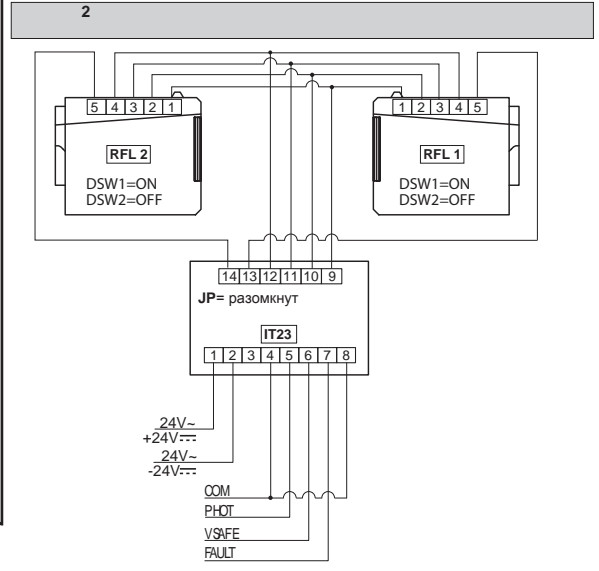 2
5 4 3 2 1
1 2 3 4 5
RFL 2
RFL 1
DSW1=ON
DSW2=OFF
DSW1=ON
DSW2=OFF
14 13 12 11 10 9
JP= разомкнут
IT23
1 2 3 4 5 6 7 8
24V~
+24V
24V~
-24V
COM
PHOT
VSAFE
FAULT